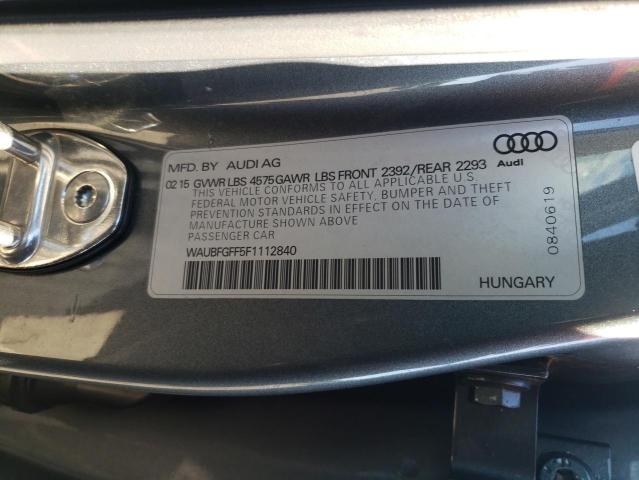 MFD. BY AUDI AG
Audi
02 15 GVWR LBS 4575 GAWR LBS FRONT 2392/REAR 2293
THIS VEHICLE CONFORMS TO ALL APPLICABLE U.S.
FEDERAL MOTOR VEHICLE SAFETY, BUMPER AND THEFT
PREVENTION STANDARDS IN EFFECT ON THE DATE OF
MANUFACTURE SHOWN ABOVE
PASSENGER CAR
WAUBFGFF5F1112840
0840619
HUNGARY